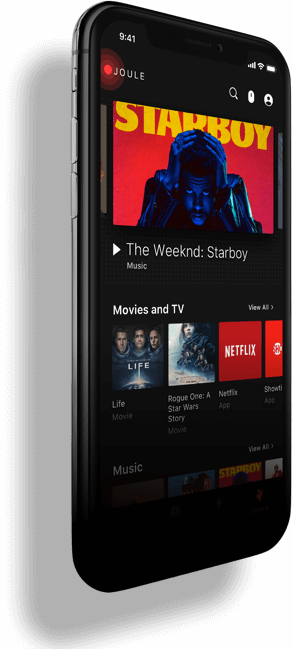 9:41
JOULE
STARBOY
The Weeknd: Starboy
Music
Movies and TV
View All >
LIFE
NETFLIX
Life
Movie
Rogue One: A
Star Wars
Story
Movie
Netflix
App
Showti
App
View All >
Music
STARBOY